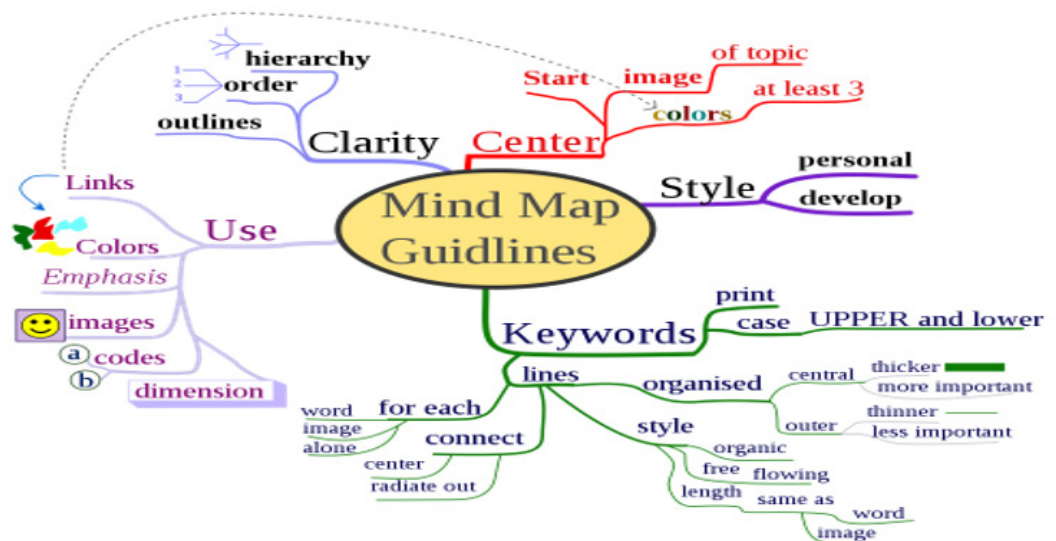 Mind Map
Guidlines
Center
Start
image
of topic
colors
at least 3
Style
personal
develop
Keywords
print
case
UPPER and lower
lines
organised
central
thicker
more important
outer
thinner
less important
style
organic
free flowing
length same as
word
image
connect
center
radiate out
for each
word
image
alone
Use
Links
Colors
Emphasis
images
codes
a
b
dimension
Clarity
hierarchy
order
1
2
3
outlines